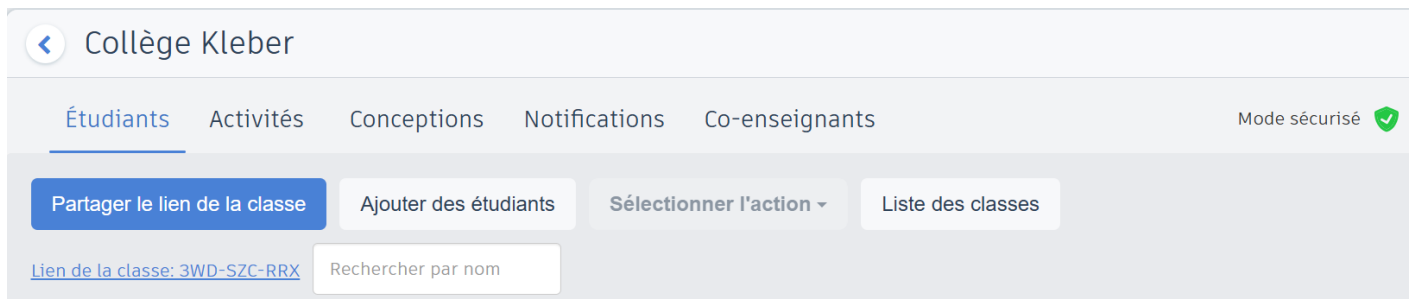 Collège Kleber
Étudiants Activités Conceptions Notifications Co-enseignants Mode sécurisé
Partager le lien de la classe Ajouter des étudiants Sélectionner l'action Liste des classes
Lien de la classe: 3WD-SZC-RRX Rechercher par nom